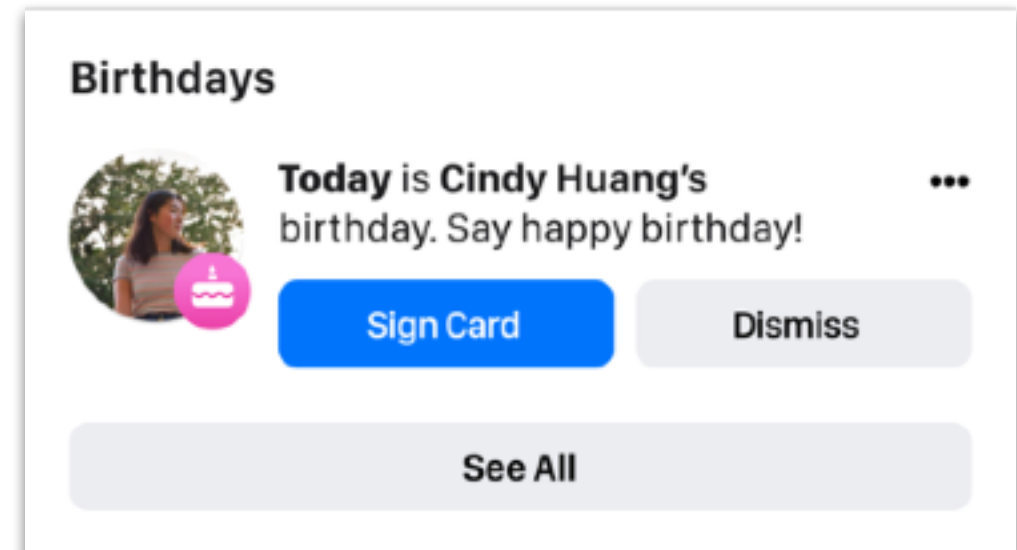 Birthdays
Today is Cindy Huang’s
birthday. Say happy birthday!
Sign Card
Dismiss
See All